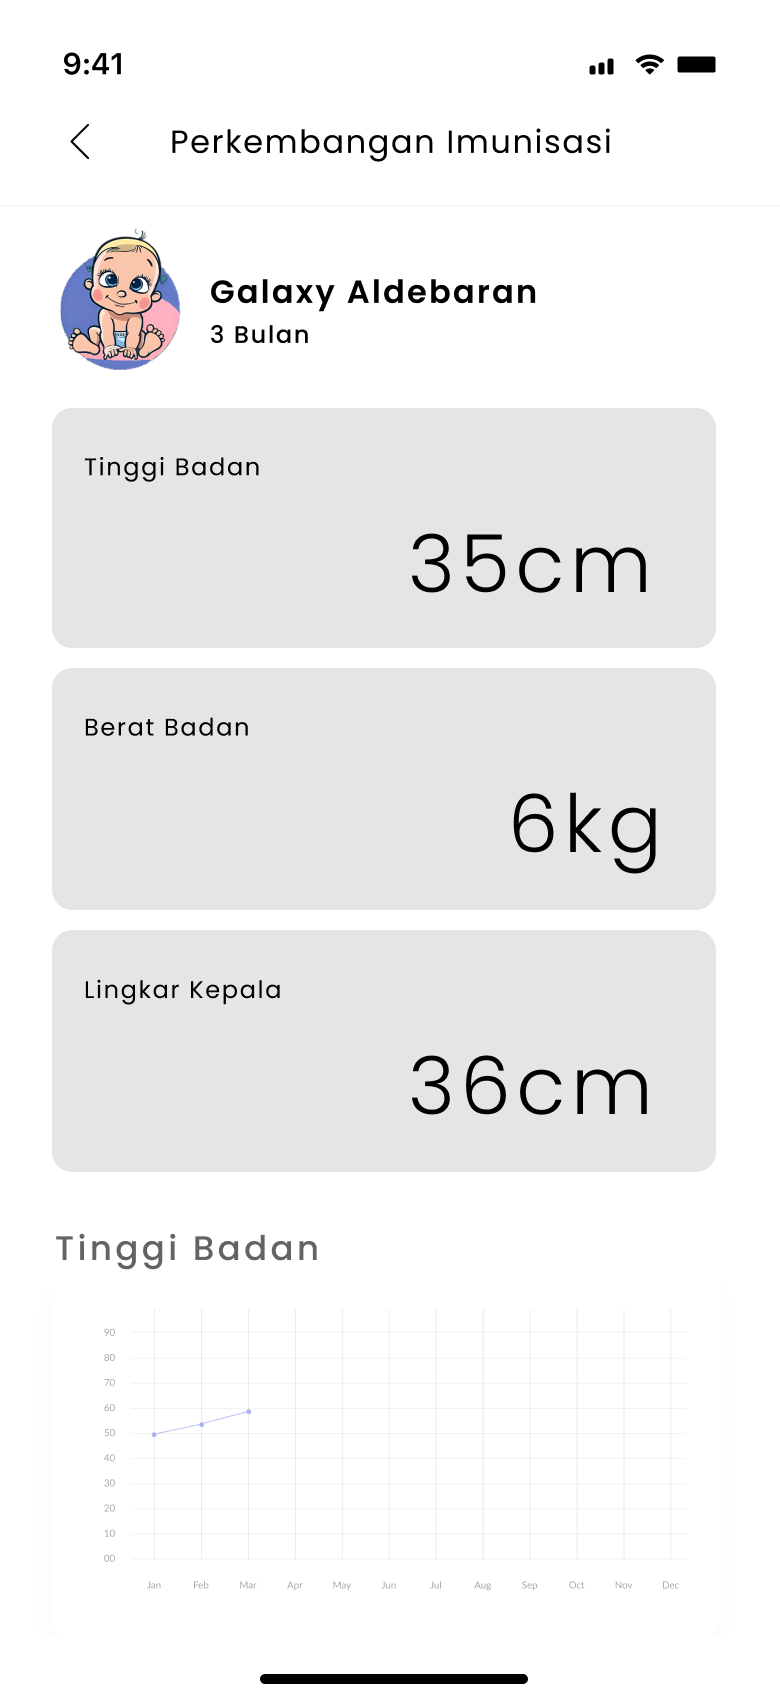 9:41
Perkembangan Imunisasi
Galaxy Aldebaran
3 Bulan
Tinggi Badan
35cm
Berat Badan
6kg
Lingkar Kepala
36cm
Tinggi Badan
90
80
70
60
50
40
30
20
10
00
Jan Feb Mar Apr May Jun Jul Aug Sep Oct Nov Dec